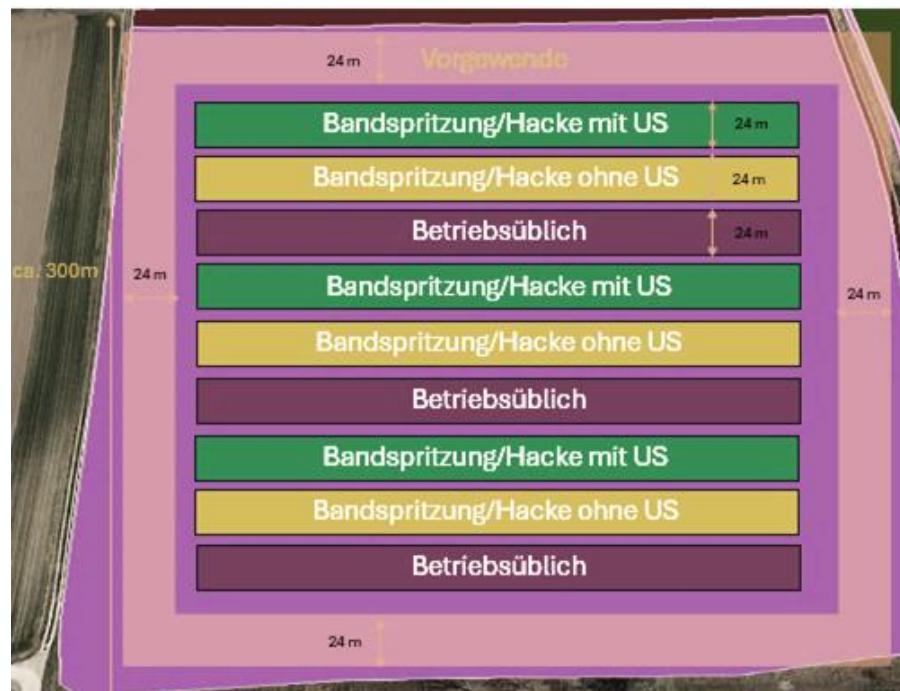 24 m Vorgewende
Bandspritzung/Hacke mit US 24 m
Bandspritzung/Hacke ohne US 24 m
Betriebsüblich 24 m
ca. 300m 24 m Bandspritzung/Hacke mit US 24 m
Bandspritzung/Hacke ohne US
Betriebsüblich
Bandspritzung/Hacke mit US
Bandspritzung/Hacke ohne US
Betriebsüblich
24 m